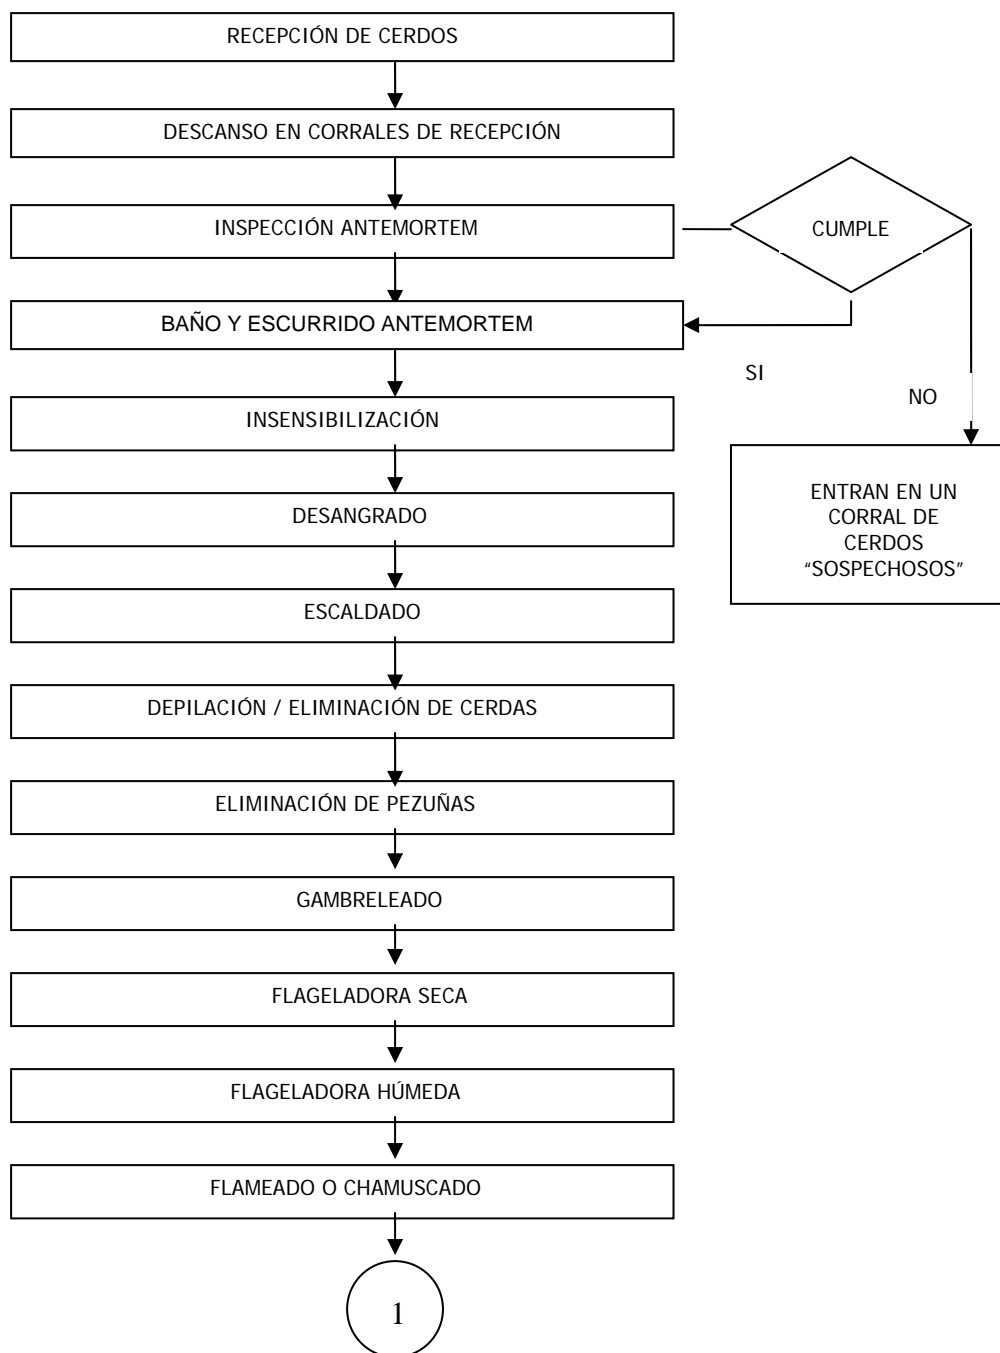 RECEPCIÓN DE CERDOS
DESCANSO EN CORRALES DE RECEPCIÓN
INSPECCIÓN ANTEMORTEM
CUMPLE
BAÑO Y ESCURRIDO ANTEMORTEM
SI
NO
INSENSIBILIZACIÓN
ENTRAN EN UN
CORRAL DE
CERDOS
“SOSPECHOSOS”
DESANGRADO
ESCALDADO
DEPILACIÓN / ELIMINACIÓN DE CERDAS
ELIMINACIÓN DE PEZUÑAS
GAMBRELEADO
FLAGELADORA SECA
FLAGELADORA HÚMEDA
FLAMEADO O CHAMUSCADO
1